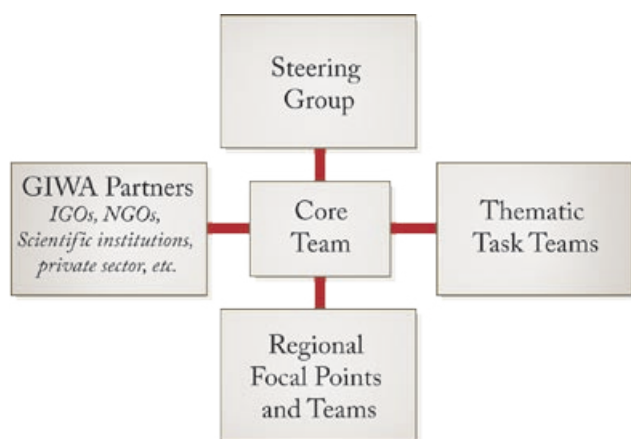 Steering
Group
GIWA Partners
IGOs, NGOs,
Scientific institutions,
private sector, etc.
Core
Team
Thematic
Task Teams
Regional
Focal Points
and Teams